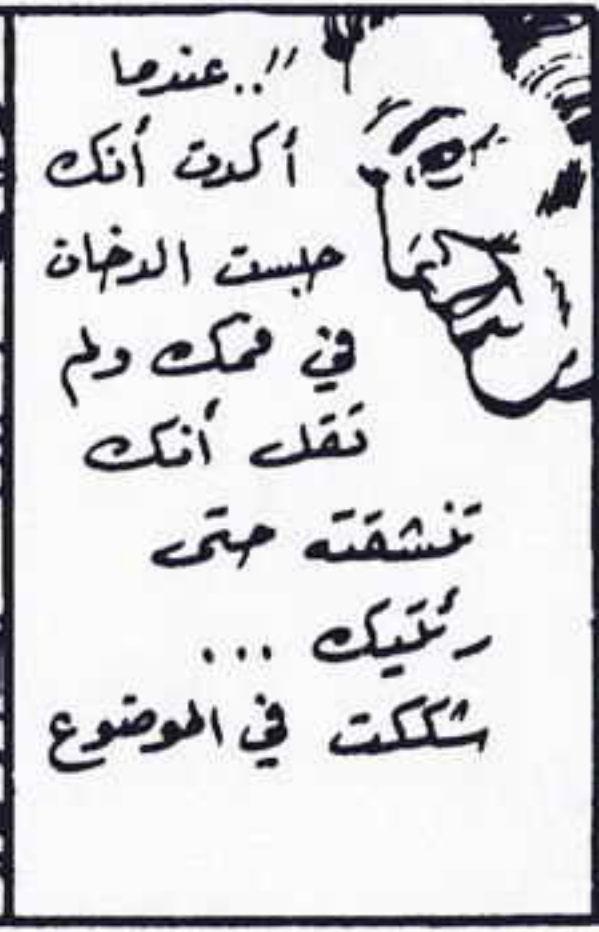 "..عندما
أكدت أنك
حبست الدخان
في فمك ولم
تقل أنك
تنشقته حتى
رئتيك ...
شككت في الموضوع